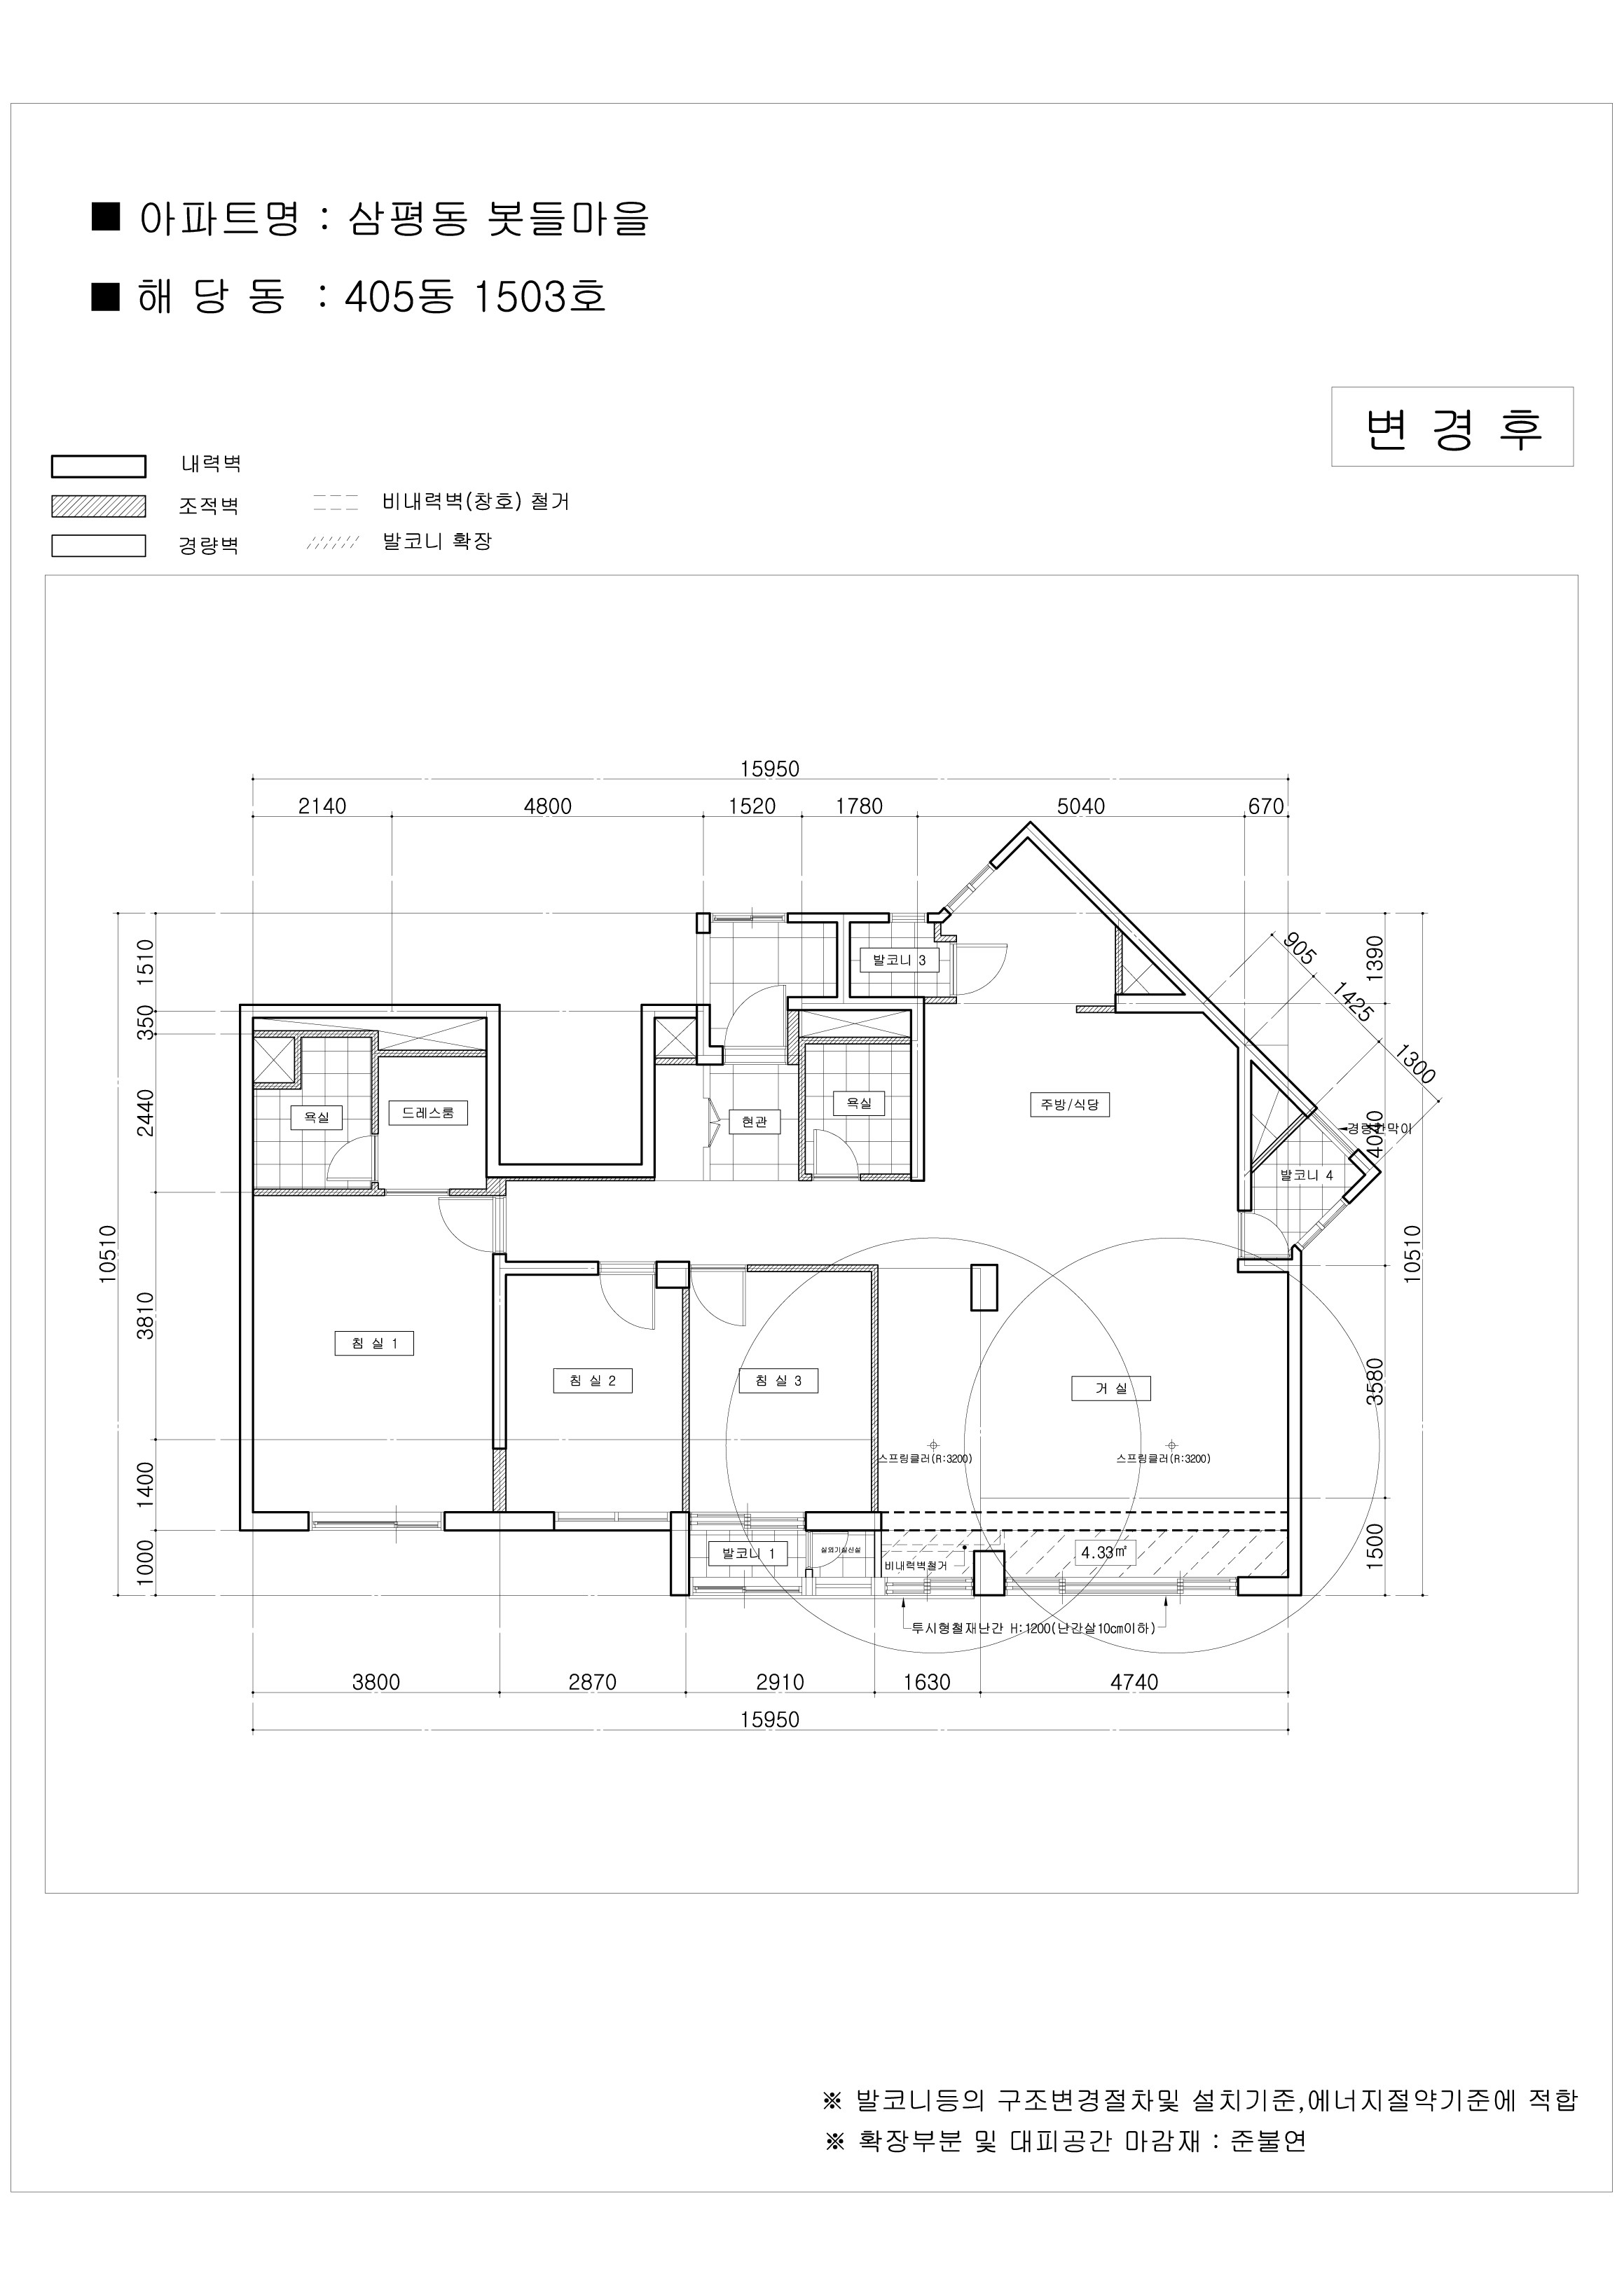 ■ 아파트명 : 삼평동 봇들마을
■ 해 당 동 : 405동 1503호
변 경 후
내력벽
조적벽
경량벽
비내력벽(창호) 철거
발코니 확장
15950
2140 4800 1520 1780 5040 670
10510
1510
350
2440
3810
1400
1000
905
1425
1300
1390
4040
3580
1500
10510
발코니 3
욕실
드레스룸
현관
욕실
주방/식당
경량칸막이
발코니 4
침 실 1
침 실 2
침 실 3
거 실
스프링클러(R:3200)
스프링클러(R:3200)
발코니 1
실외기실신설
비내력벽철거
4.33㎡
투시형철재난간 H:1200(난간살10cm이하)
3800 2870 2910 1630 4740
15950
※ 발코니등의 구조변경절차및 설치기준,에너지절약기준에 적합
※ 확장부분 및 대피공간 마감재 : 준불연